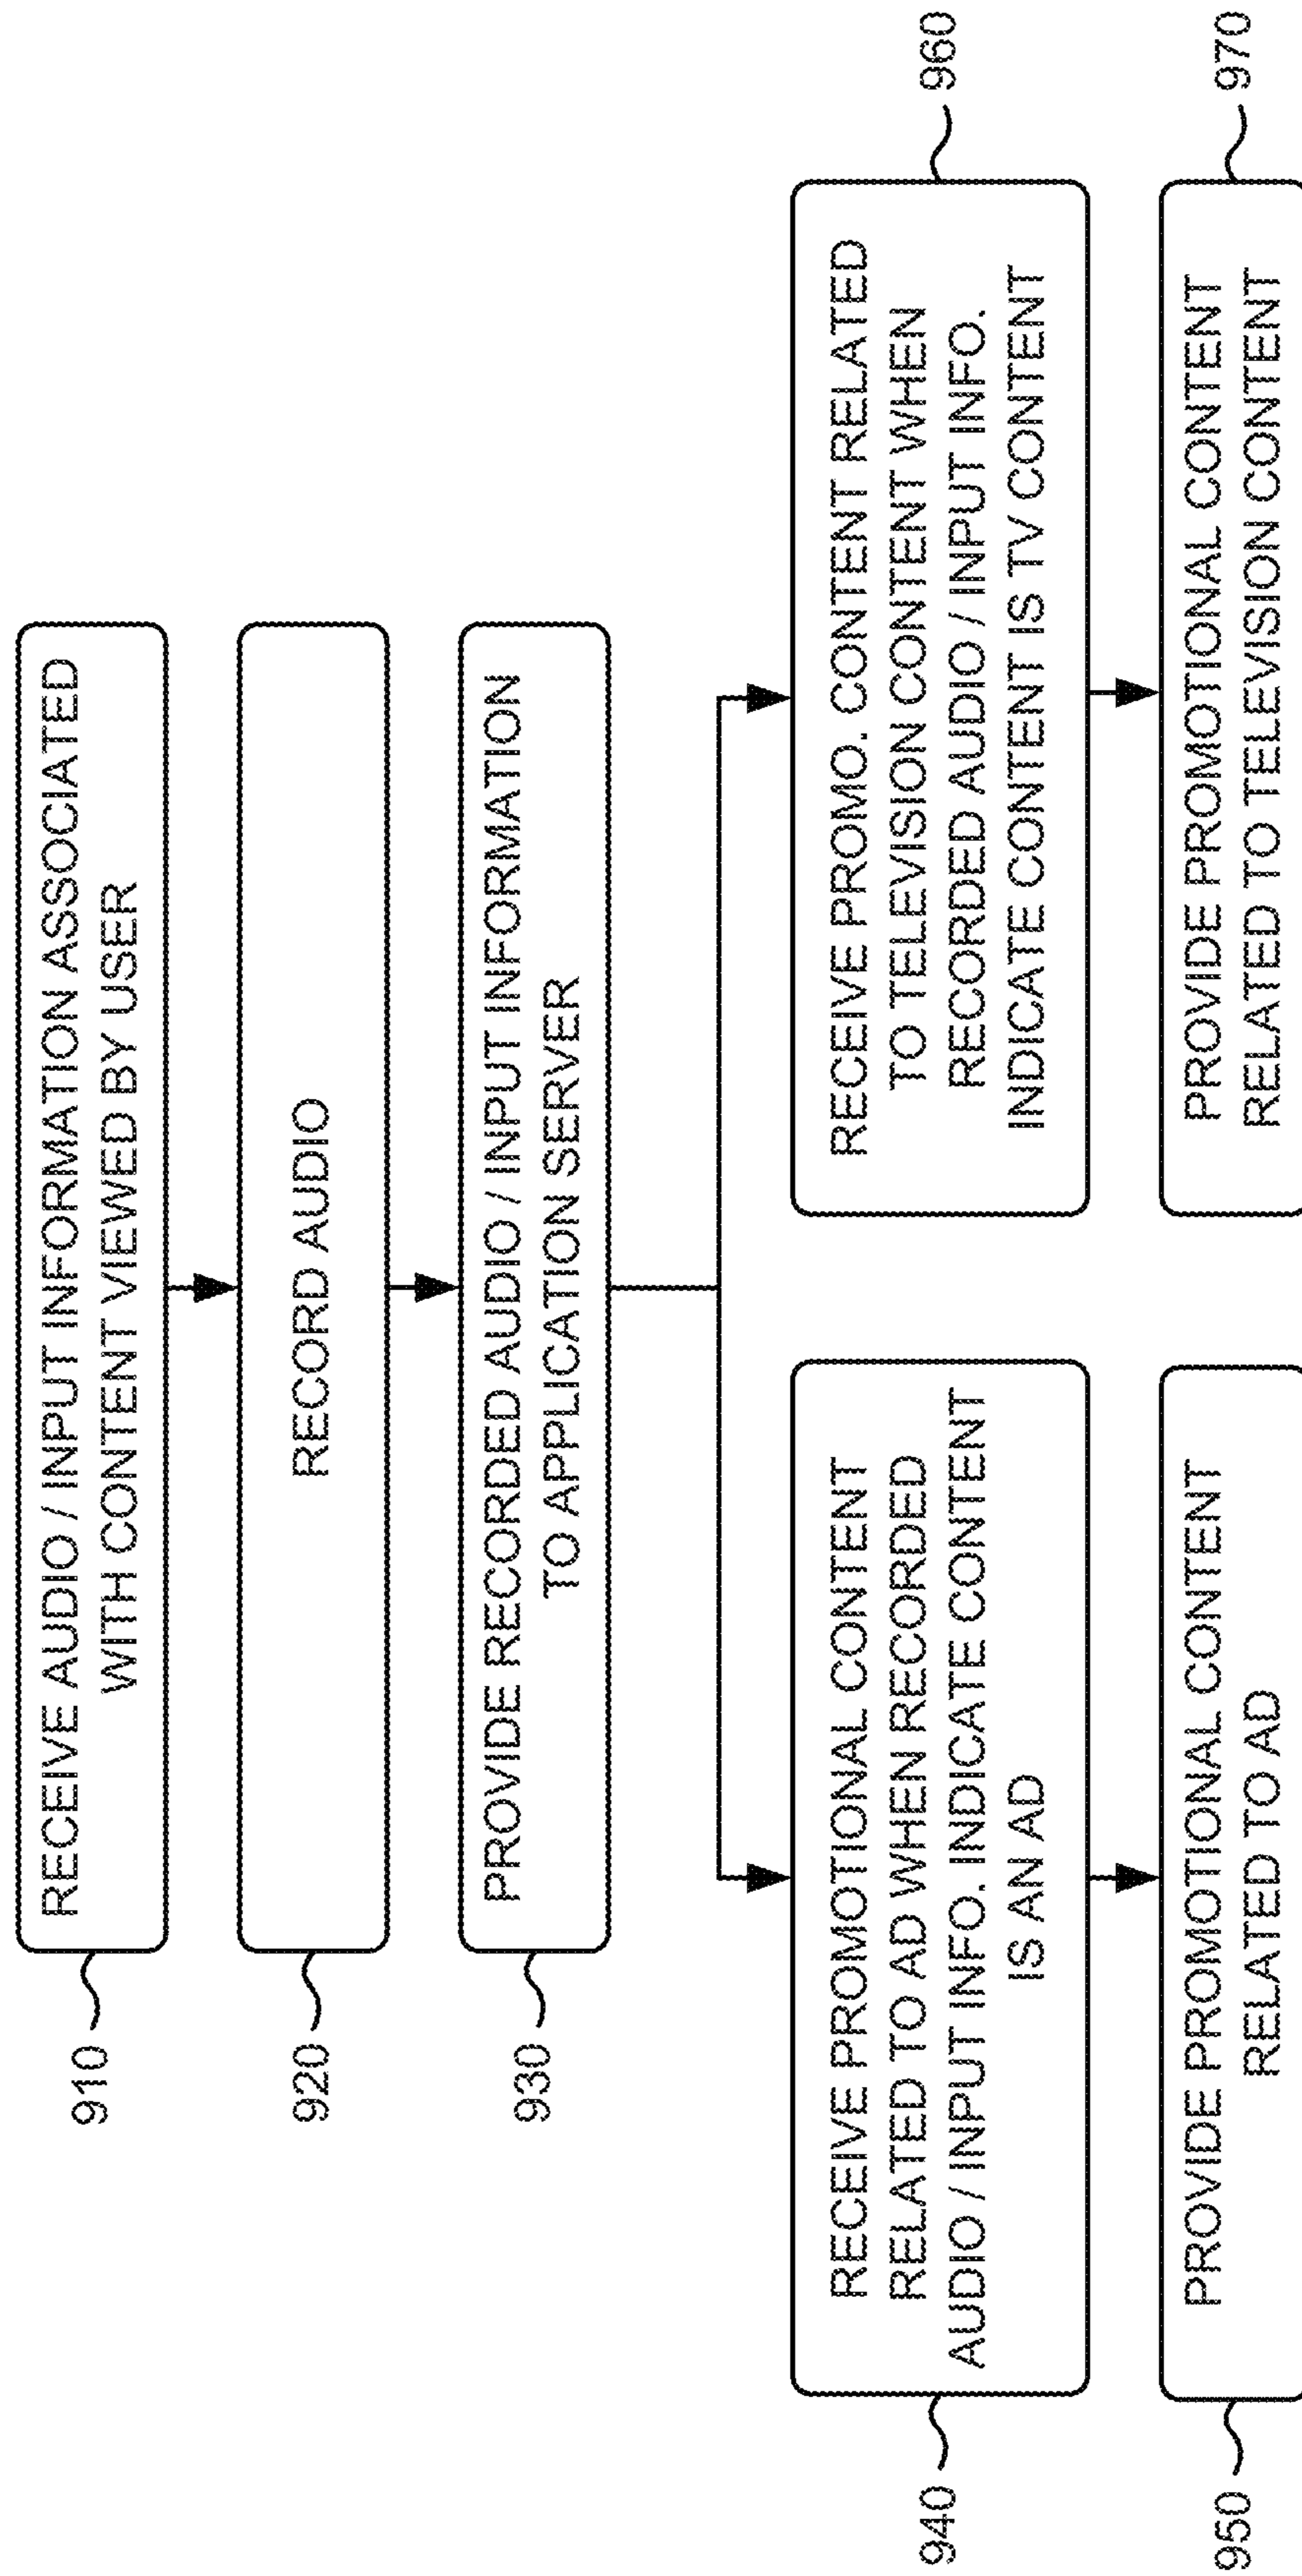 910
RECEIVE AUDIO / INPUT INFORMATION ASSOCIATED
WITH CONTENT VIEWED BY USER
920
RECORD AUDIO
930
PROVIDE RECORDED AUDIO / INPUT INFORMATION
TO APPLICATION SERVER
940
RECEIVE PROMOTIONAL CONTENT
RELATED TO AD WHEN RECORDED
AUDIO / INPUT INFO. INDICATE CONTENT
IS AN AD
950
PROVIDE PROMOTIONAL CONTENT
RELATED TO AD
960
RECEIVE PROMO. CONTENT RELATED
TO TELEVISION CONTENT WHEN
RECORDED AUDIO / INPUT INFO.
INDICATE CONTENT IS TV CONTENT
970
PROVIDE PROMOTIONAL CONTENT
RELATED TO TELEVISION CONTENT